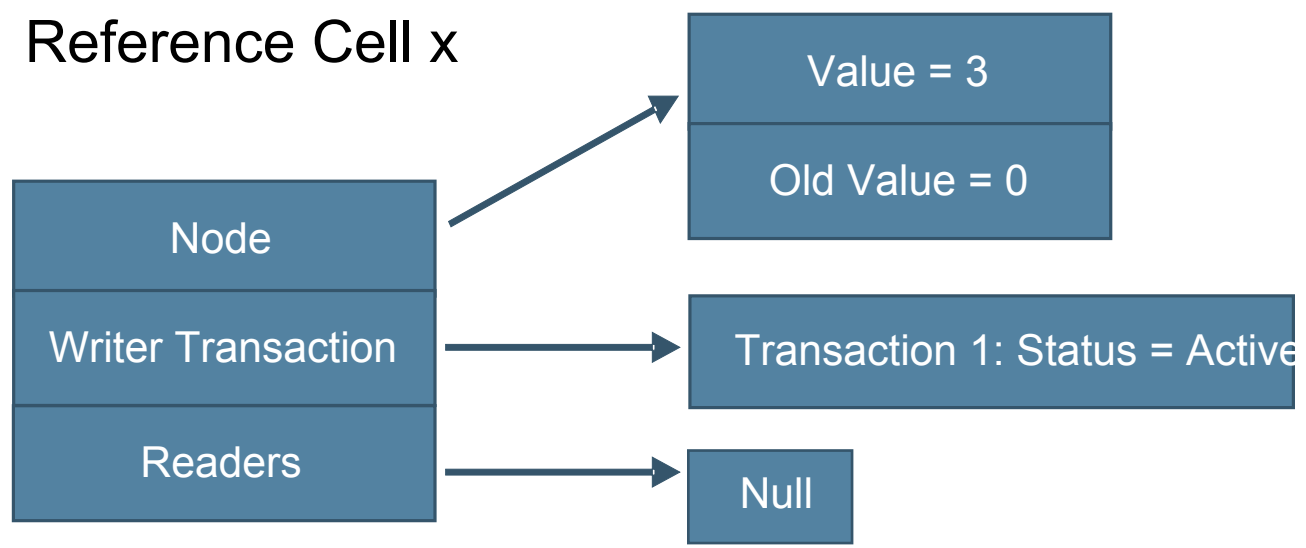 Reference Cell x
Value = 3
Old Value = 0
Node
Writer Transaction
Transaction 1: Status = Active
Readers
Null